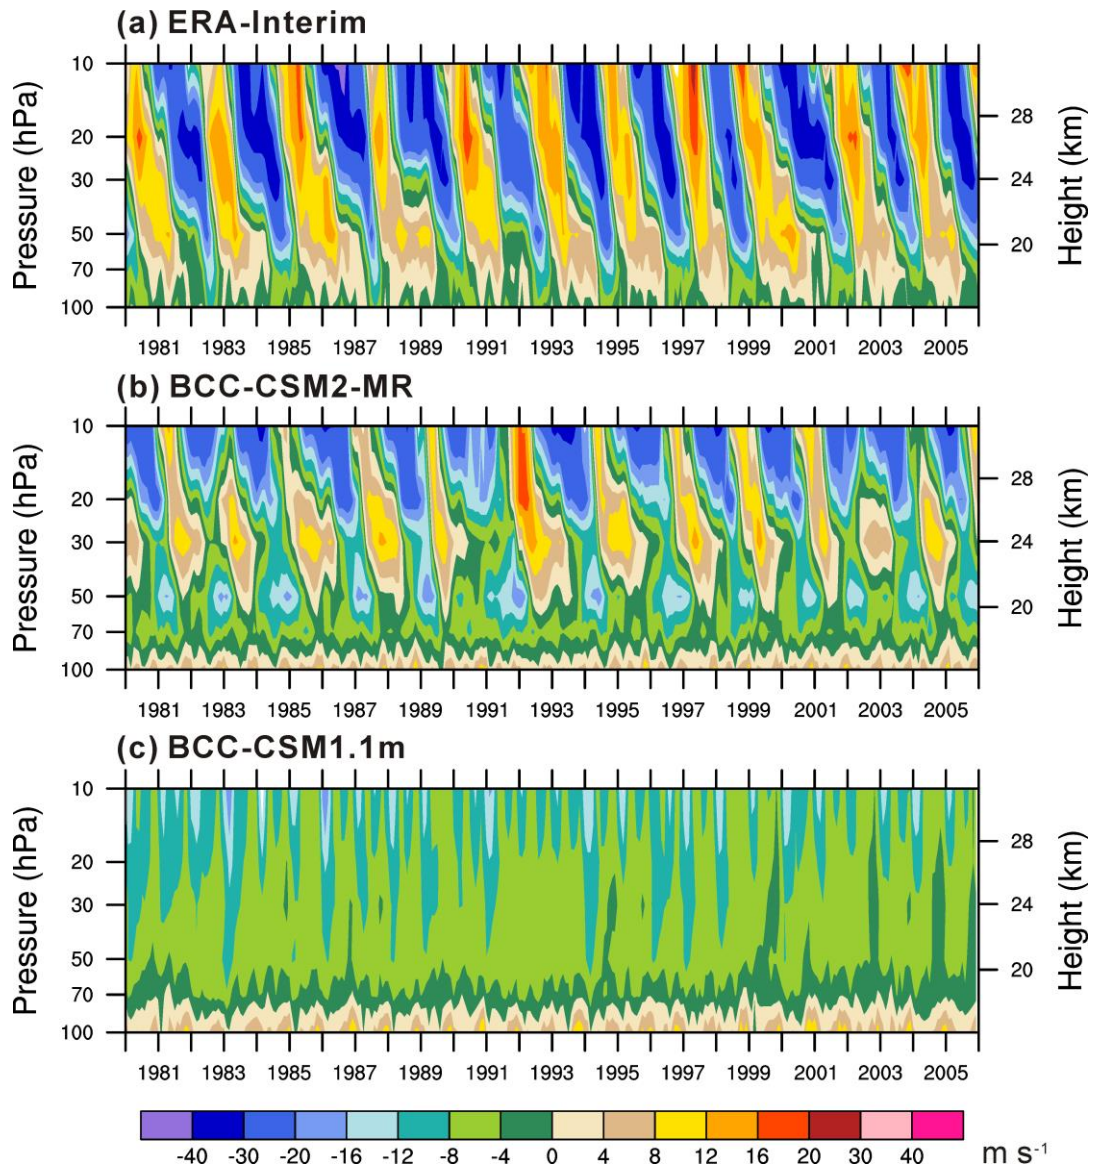 (a) ERA-Interim
Pressure (hPa)
10
20
30
50
70
100
28
24
20
Height (km)
1981 1983 1985 1987 1989 1991 1993 1995 1997 1999 2001 2003 2005
(b) BCC-CSM2-MR
Pressure (hPa)
10
20
30
50
70
100
28
24
20
Height (km)
1981 1983 1985 1987 1989 1991 1993 1995 1997 1999 2001 2003 2005
(c) BCC-CSM1.1m
Pressure (hPa)
10
20
30
50
70
100
28
24
20
Height (km)
1981 1983 1985 1987 1989 1991 1993 1995 1997 1999 2001 2003 2005
-40 -30 -20 -16 -12 -8 -4 0 4 8 12 16 20 30 40 m s⁻¹